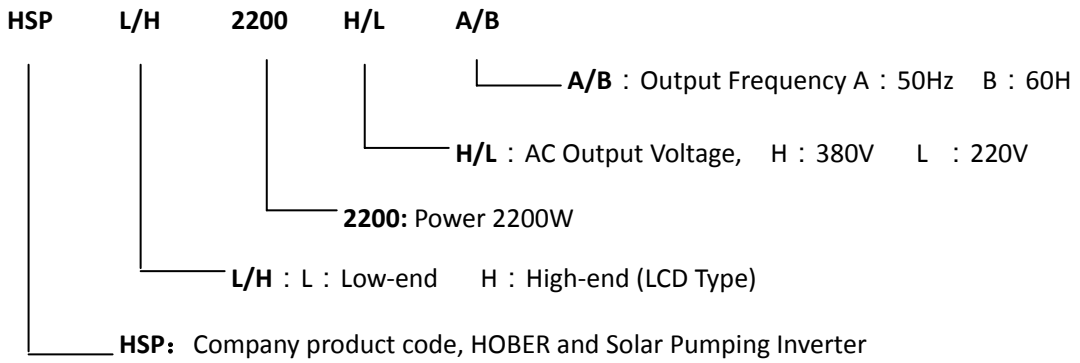 HSP L/H 2200 H/L A/B
A/B：Output Frequency A：50Hz B：60H
H/L：AC Output Voltage, H：380V L ：220V
2200: Power 2200W
L/H：L：Low-end H：High-end (LCD Type)
HSP：Company product code, HOBER and Solar Pumping Inverter